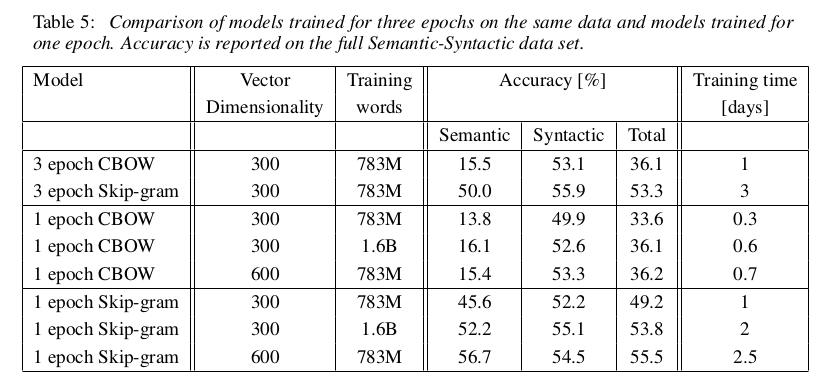 Table 5: Comparison of models trained for three epochs on the same data and models trained for
one epoch. Accuracy is reported on the full Semantic-Syntactic data set.
Model Vector Training Accuracy [%] Training time
Dimensionality words [days]
Semantic Syntactic Total
3 epoch CBOW 300 783M 15.5 53.1 36.1 1
3 epoch Skip-gram 300 783M 50.0 55.9 53.3 3
1 epoch CBOW 300 783M 13.8 49.9 33.6 0.3
1 epoch CBOW 300 1.6B 16.1 52.6 36.1 0.6
1 epoch CBOW 600 783M 15.4 53.3 36.2 0.7
1 epoch Skip-gram 300 783M 45.6 52.2 49.2 1
1 epoch Skip-gram 300 1.6B 52.2 55.1 53.8 2
1 epoch Skip-gram 600 783M 56.7 54.5 55.5 2.5